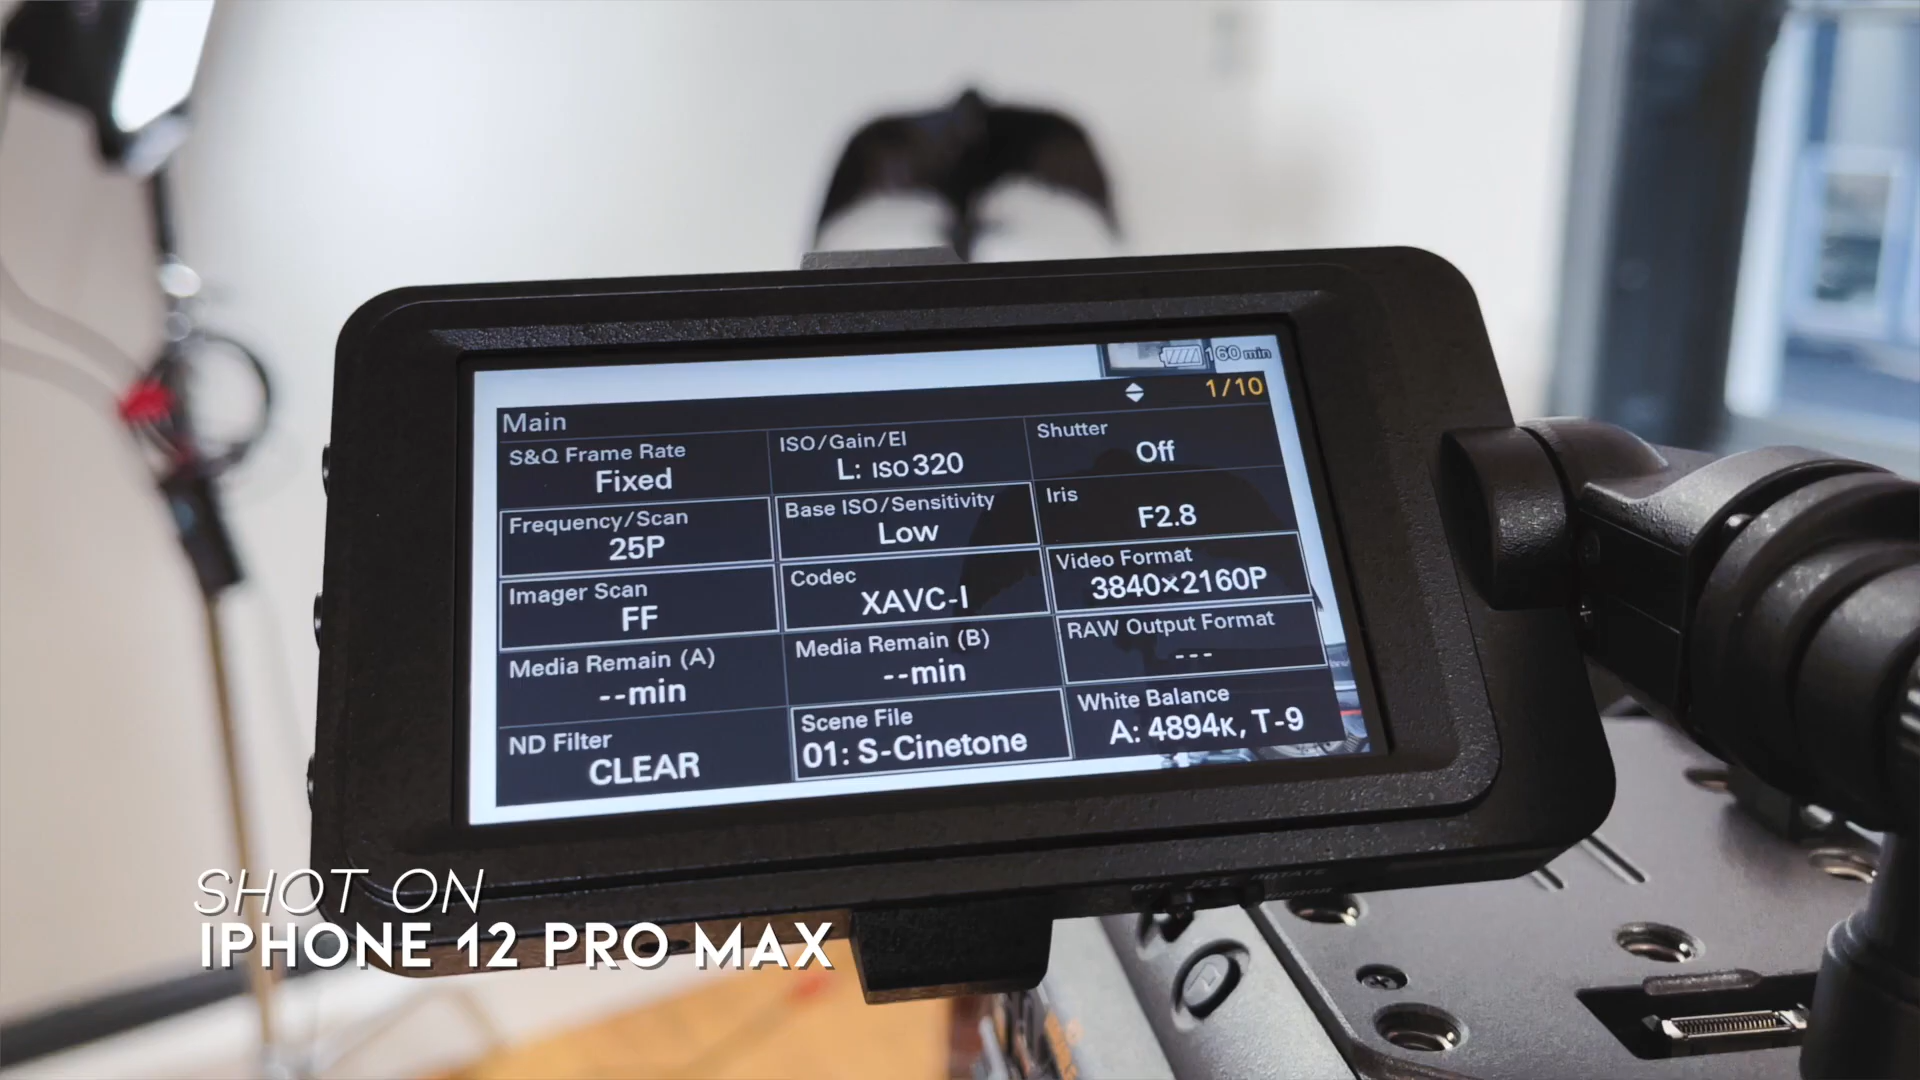 160 min
1/10
Main
S&Q Frame Rate
Fixed
ISO/Gain/EI
L: ISO 320
Shutter
Off
Frequency/Scan
25P
Base ISO/Sensitivity
Low
Iris
F2.8
Imager Scan
FF
Codec
XAVC-I
Video Format
3840×2160P
Media Remain (A)
--min
Media Remain (B)
--min
RAW Output Format
---
ND Filter
CLEAR
Scene File
01: S-Cinetone
White Balance
A: 4894K, T-9
SHOT ON
IPHONE 12 PRO MAX